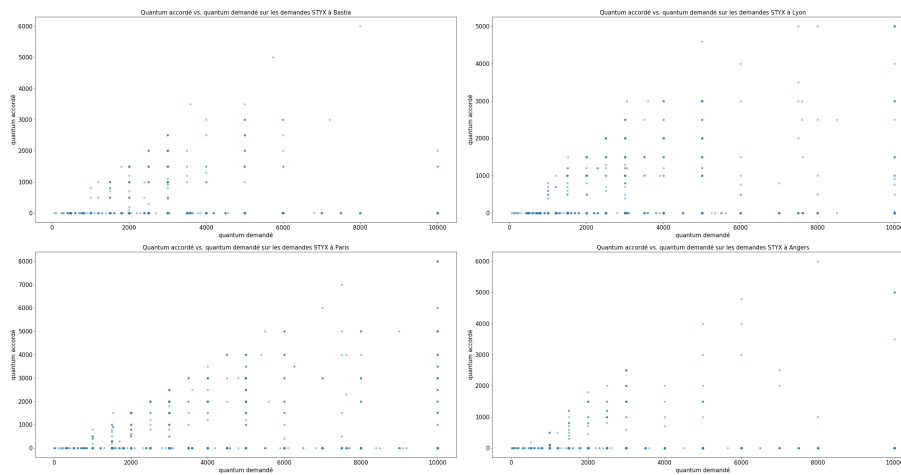 Quantum accordé vs. quantum demandé sur les demandes STYX à Bastia
quantum accordé
6000
5000
4000
3000
2000
1000
0
0 2000 4000 6000 8000 10000
quantum demandé
Quantum accordé vs. quantum demandé sur les demandes STYX à Lyon
quantum accordé
5000
4000
3000
2000
1000
0
0 2000 4000 6000 8000 10000
quantum demandé
Quantum accordé vs. quantum demandé sur les demandes STYX à Paris
quantum accordé
8000
7000
6000
5000
4000
3000
2000
1000
0
0 2000 4000 6000 8000 10000
quantum demandé
Quantum accordé vs. quantum demandé sur les demandes STYX à Angers
quantum accordé
6000
5000
4000
3000
2000
1000
0
0 2000 4000 6000 8000 10000
quantum demandé